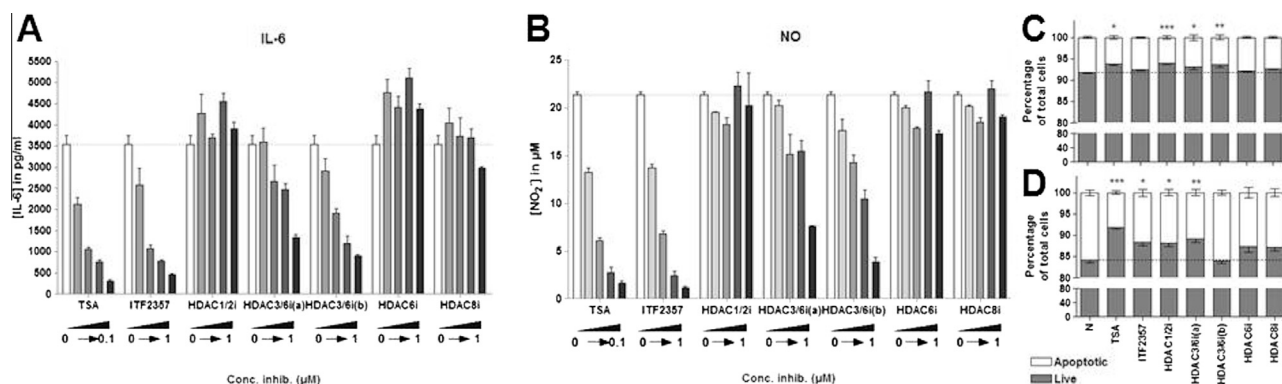 A
IL-6
[IL-6] in pg/ml
5500
5000
4500
4000
3500
3000
2500
2000
1500
1000
500
0
TSA ITF2357 HDAC1/2i HDAC3/6i(a) HDAC3/6i(b) HDAC6i HDAC8i
0 0.1 0 1 0 1 0 1 0 1 0 1 0 1
Conc. inhib. (μM)
B
NO
[NO₂⁻] in μM
25
20
15
10
5
0
TSA ITF2357 HDAC1/2i HDAC3/6i(a) HDAC3/6i(b) HDAC6i HDAC8i
0 0.1 0 1 0 1 0 1 0 1 0 1 0 1
Conc. inhib. (μM)
C
Percentage
of total cells
* *** * **
100
95
90
85
80
80
40
0
D
Percentage
of total cells
*** * * **
100
95
90
85
80
80
40
0
N
TSA
ITF2357
HDAC1/2i
HDAC3/6i(a)
HDAC3/6i(b)
HDAC6i
HDAC8i
Apoptotic
Live